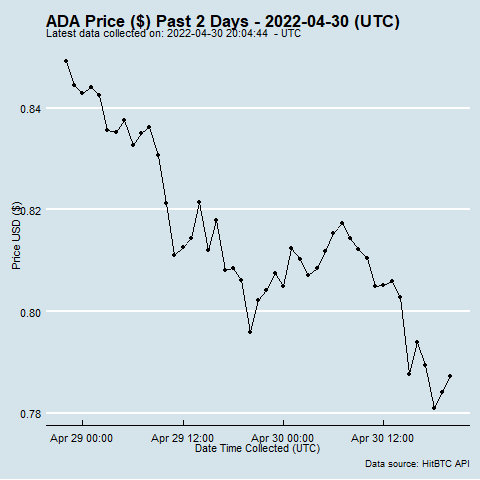 ADA Price ($) Past 2 Days - 2022-04-30 (UTC)
Latest data collected on: 2022-04-30 20:04:44 - UTC
0.84
0.82
0.80
0.78
Price USD ($)
Apr 29 00:00
Apr 29 12:00
Apr 30 00:00
Apr 30 12:00
Date Time Collected (UTC)
Data source: HitBTC API